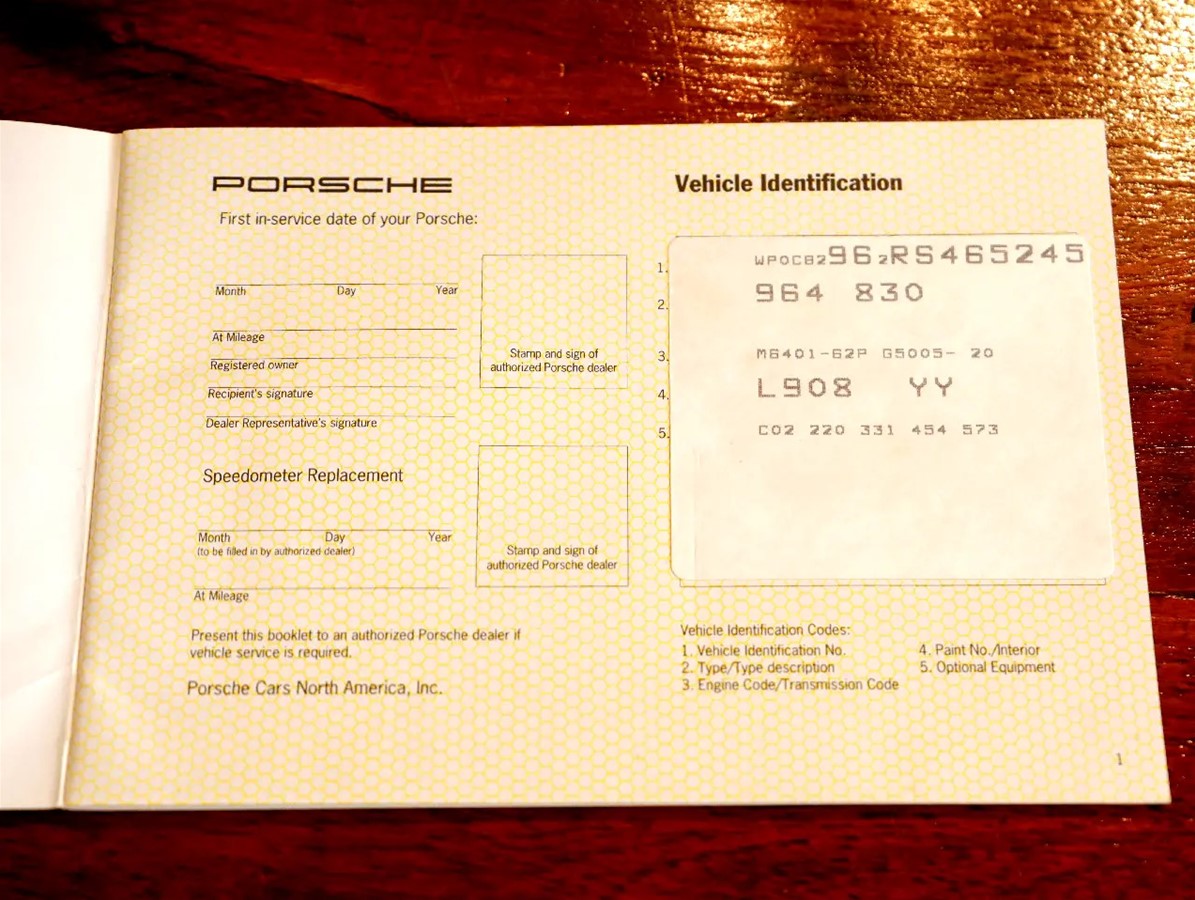 PORSCHE
First in-service date of your Porsche:
Month Day Year
At Mileage
Registered owner
Recipient's signature
Dealer Representative's signature
Stamp and sign of
authorized Porsche dealer
Speedometer Replacement
Month Day Year
(to be filled in by authorized dealer)
At Mileage
Stamp and sign of
authorized Porsche dealer
Present this booklet to an authorized Porsche dealer if
vehicle service is required.
Porsche Cars North America, Inc.
Vehicle Identification
1. WP0CB2962RS465245
2. 964 830
3. M6401-62P G5005- 20
4. L908 YY
5. C02 220 331 454 573
Vehicle Identification Codes:
1. Vehicle Identification No.
2. Type/Type description
3. Engine Code/Transmission Code
4. Paint No./Interior
5. Optional Equipment
1